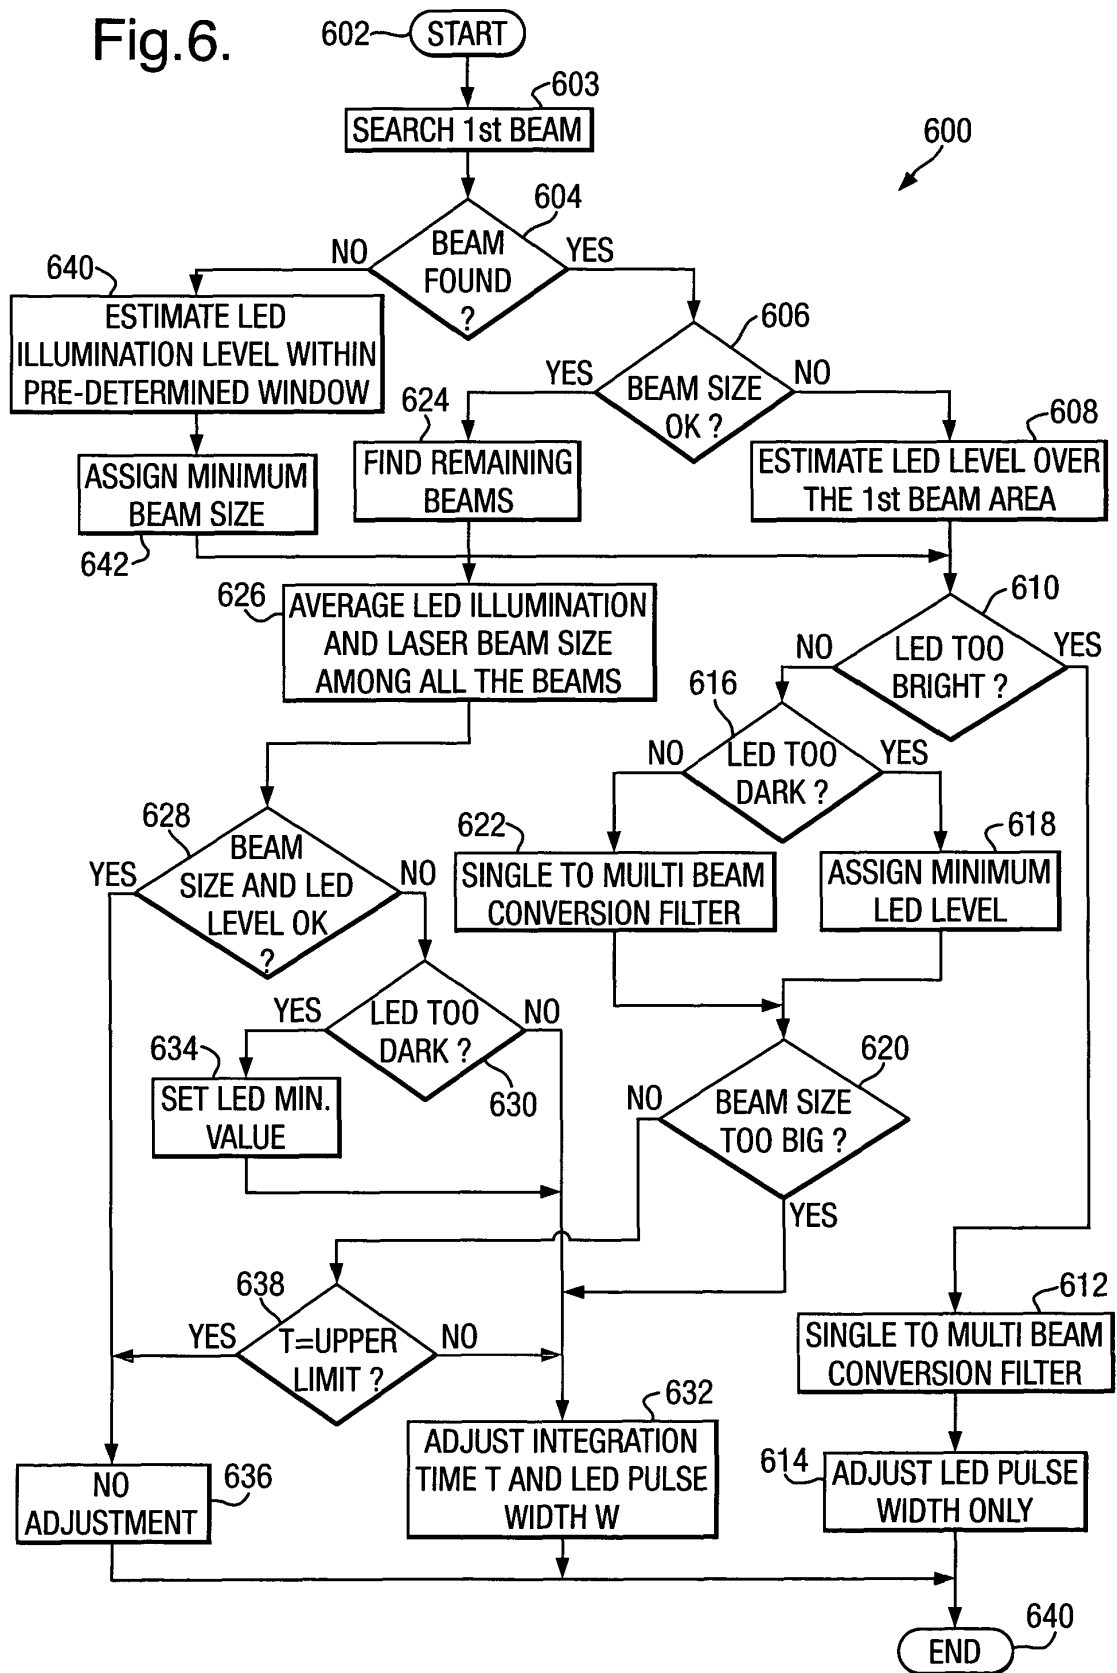 Fig.6.
602
START
603
SEARCH 1st BEAM
600
604
BEAM
FOUND
?
NO
YES
640
ESTIMATE LED
ILLUMINATION LEVEL WITHIN
PRE-DETERMINED WINDOW
606
BEAM SIZE
OK ?
YES
NO
624
FIND REMAINING
BEAMS
608
ESTIMATE LED LEVEL OVER
THE 1st BEAM AREA
ASSIGN MINIMUM
BEAM SIZE
642
626
AVERAGE LED ILLUMINATION
AND LASER BEAM SIZE
AMONG ALL THE BEAMS
610
LED TOO
BRIGHT ?
NO
YES
616
LED TOO
DARK ?
NO
YES
628
BEAM
SIZE AND LED
LEVEL OK
?
YES
NO
622
SINGLE TO MULTI BEAM
CONVERSION FILTER
618
ASSIGN MINIMUM
LED LEVEL
LED TOO
DARK ?
YES
NO
630
634
SET LED MIN.
VALUE
620
BEAM SIZE
TOO BIG ?
NO
YES
638
T=UPPER
LIMIT ?
YES
NO
612
SINGLE TO MULTI BEAM
CONVERSION FILTER
632
ADJUST INTEGRATION
TIME T AND LED PULSE
WIDTH W
614
ADJUST LED PULSE
WIDTH ONLY
NO
ADJUSTMENT
636
640
END